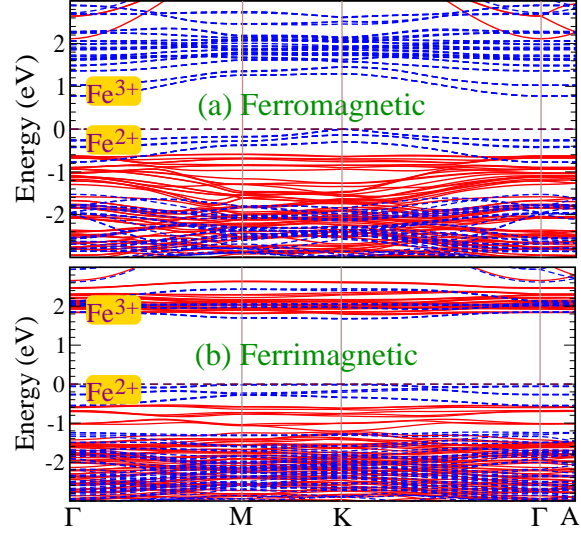 Energy (eV)
2
1
0
-1
-2
Fe3+
Fe2+
(a) Ferromagnetic
Energy (eV)
2
1
0
-1
-2
Fe3+
Fe2+
(b) Ferrimagnetic
Γ M K Γ A